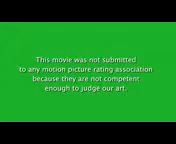 This movie was not submitted
to any motion picture rating association
because they are not competent
enough to judge our art.